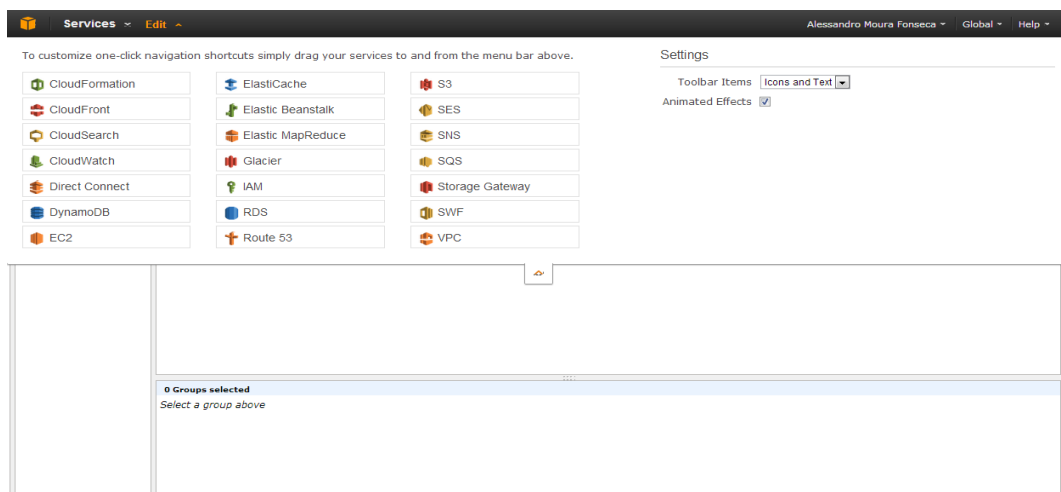 Services Edit Alessandro Moura Fonseca Global Help
To customize one-click navigation shortcuts simply drag your services to and from the menu bar above.
CloudFormation
CloudFront
CloudSearch
CloudWatch
Direct Connect
DynamoDB
EC2
ElastiCache
Elastic Beanstalk
Elastic MapReduce
Glacier
IAM
RDS
Route 53
S3
SES
SNS
SQS
Storage Gateway
SWF
VPC
Settings
Toolbar Items Icons and Text
Animated Effects
0 Groups selected
Select a group above